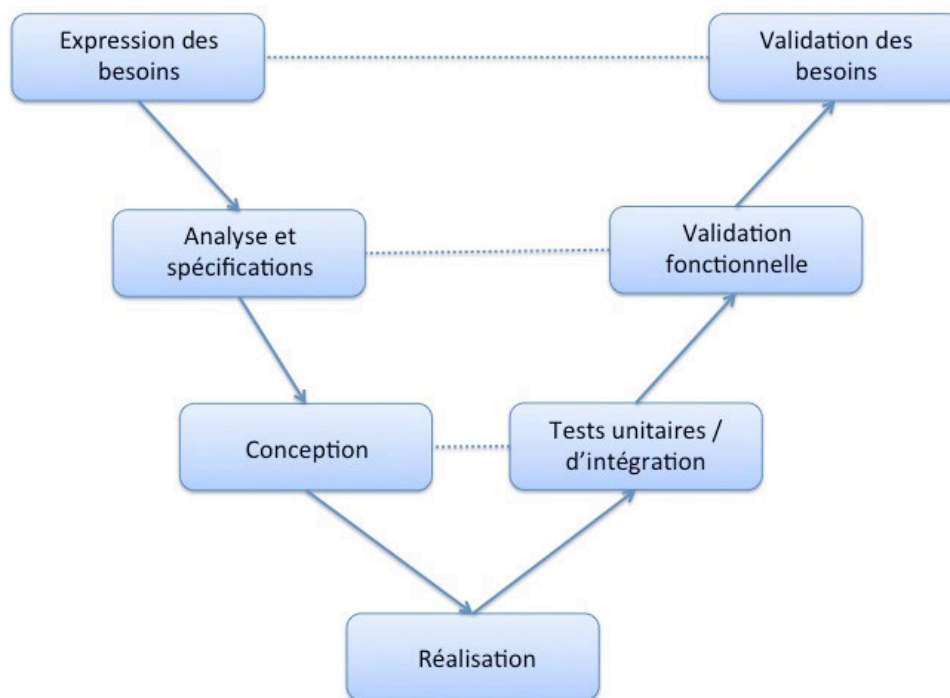 Expression des
besoins
Validation des
besoins
Analyse et
spécifications
Validation
fonctionnelle
Conception
Tests unitaires /
d'intégration
Réalisation